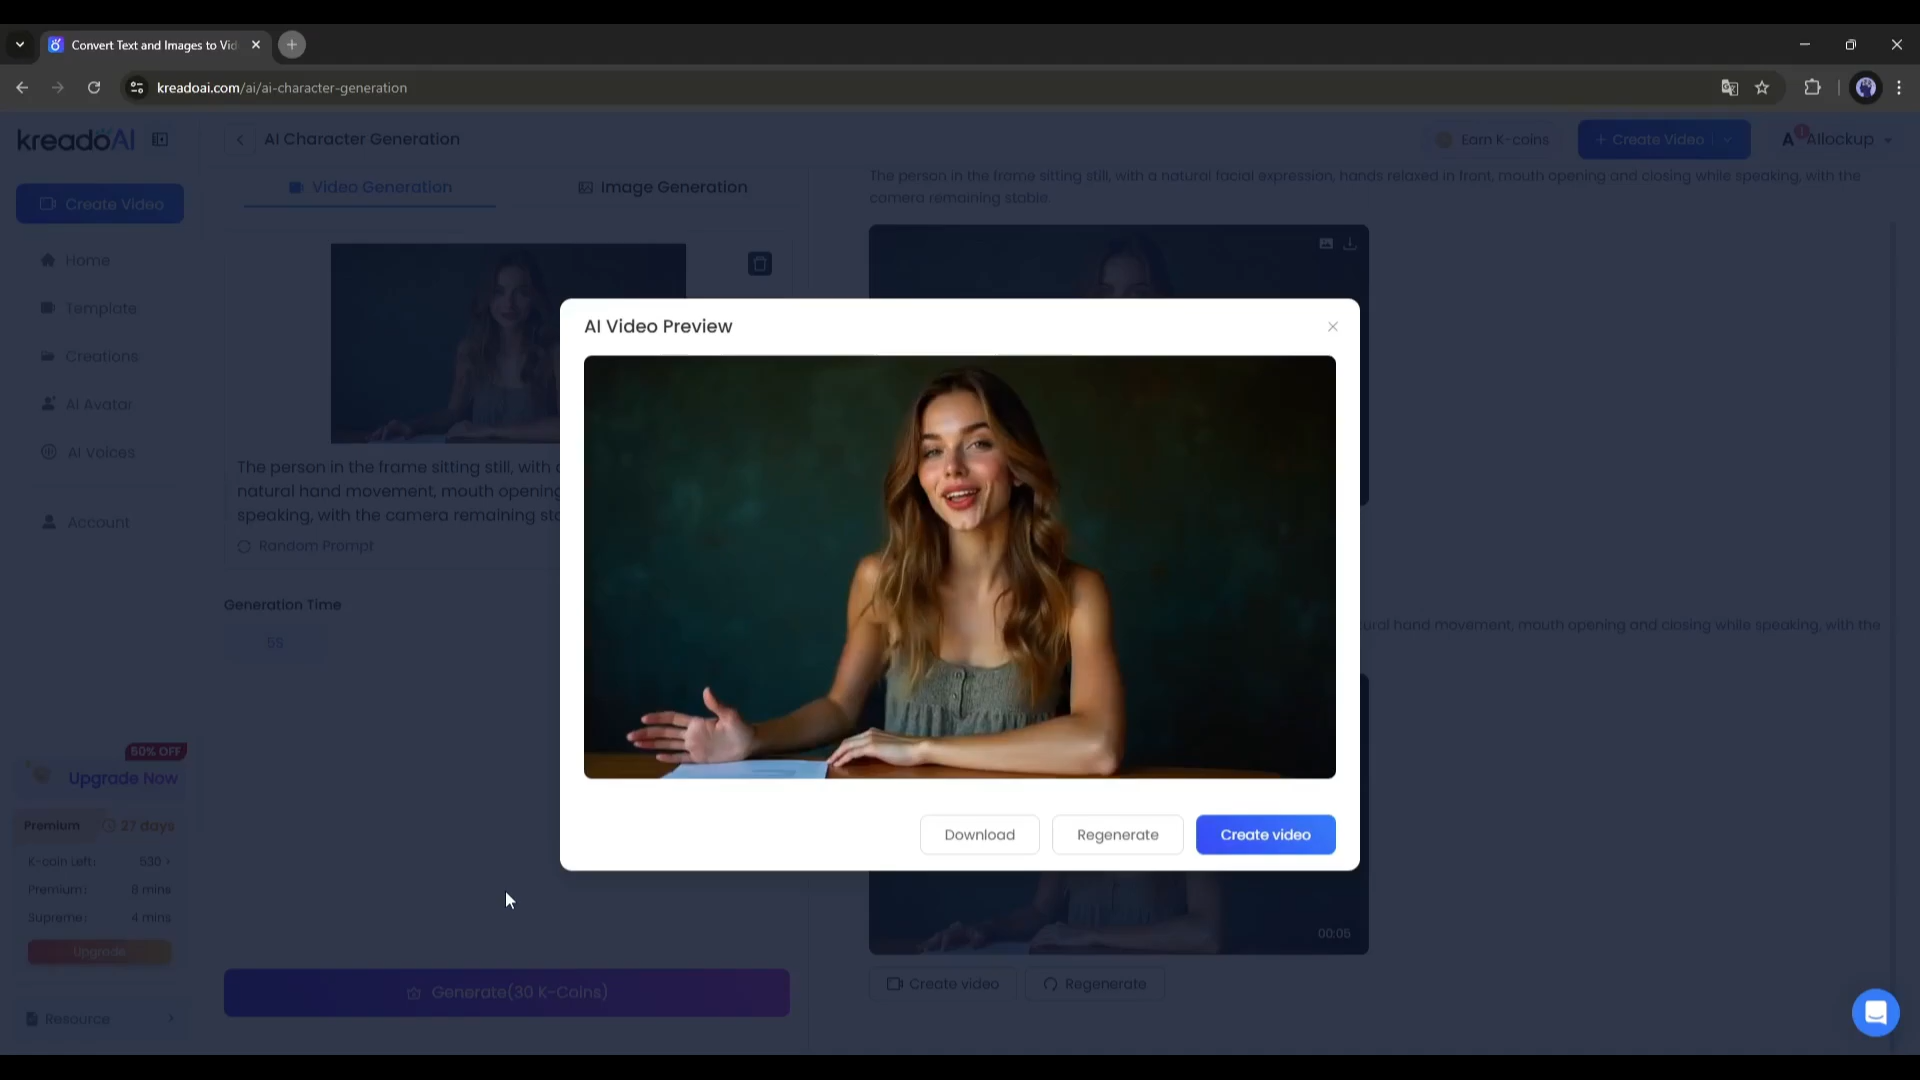 Convert Text and Images to Vid
kreadoai.com/ai/ai-character-generation
kreadoAI
AI Character Generation
Earn K-coins
+ Create Video
A
1
Allockup
Create Video
Home
Template
Creations
AI Avatar
AI Voices
Account
50% OFF
Upgrade Now
Premium
27 days
K-coin Left:
530 >
Premium:
8 mins
Supreme:
4 mins
Upgrade
Resource
Video Generation
Image Generation
The person in the frame sitting still, with
natural hand movement, mouth opening
speaking, with the camera remaining
Random Prompt
Generation Time
5S
Generate(30 K-Coins)
The person in the frame sitting still, with a natural facial expression, hands relaxed in front, mouth opening and closing while speaking, with the
camera remaining stable.
AI Video Preview
Download
Regenerate
Create video
ural hand movement, mouth opening and closing while speaking, with the
00:05
Create video
Regenerate